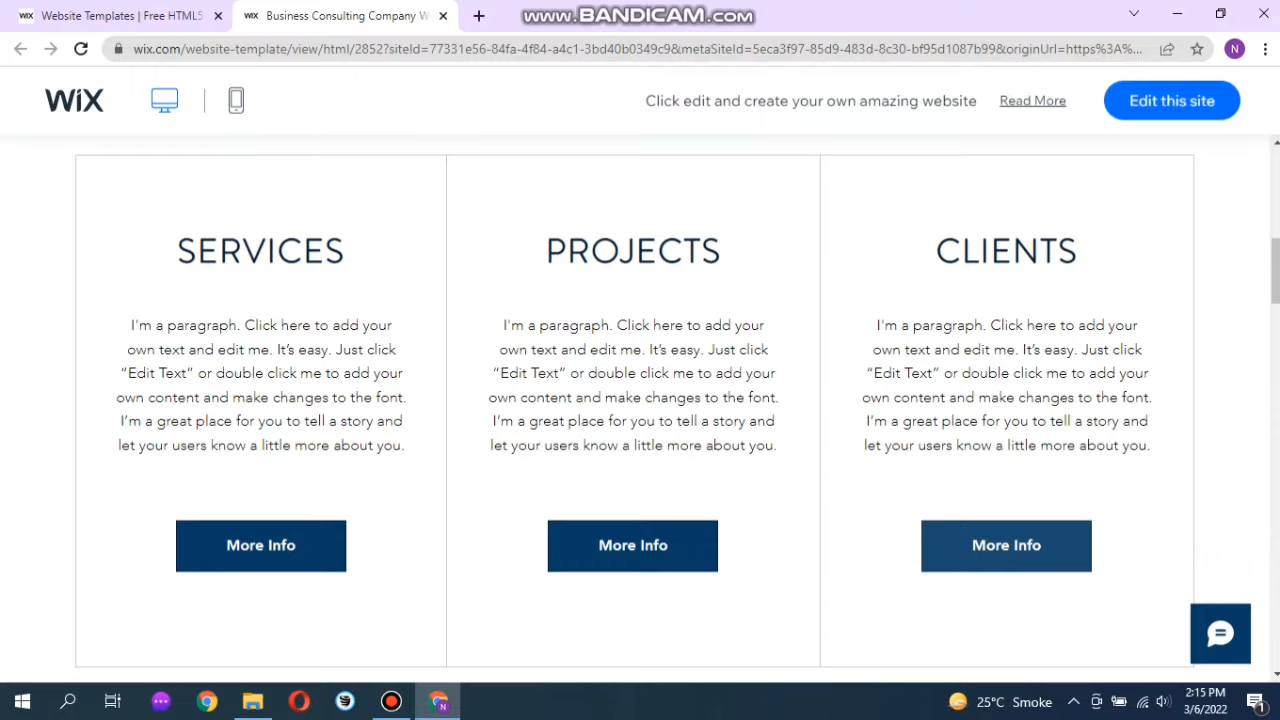 Website Templates | Free HTML5
WIX Business Consulting Company W
www.BANDICAM.com
wix.com/website-template/view/html/2852?siteId=77331e56-84fa-4f84-a4c1-3bd40b0349c9&metaSiteId=5eca3f97-85d9-483d-8c30-bf95d1087b99&originUrl=https%3A%...
N
WiX
Click edit and create your own amazing website
Read More
Edit this site
SERVICES
I'm a paragraph. Click here to add your
own text and edit me. It's easy. Just click
“Edit Text” or double click me to add your
own content and make changes to the font.
I'm a great place for you to tell a story and
let your users know a little more about you.
More Info
PROJECTS
I'm a paragraph. Click here to add your
own text and edit me. It's easy. Just click
“Edit Text” or double click me to add your
own content and make changes to the font.
I'm a great place for you to tell a story and
let your users know a little more about you.
More Info
CLIENTS
I'm a paragraph. Click here to add your
own text and edit me. It's easy. Just click
“Edit Text” or double click me to add your
own content and make changes to the font.
I'm a great place for you to tell a story and
let your users know a little more about you.
More Info
25°C Smoke
2:15 PM
3/6/2022
1